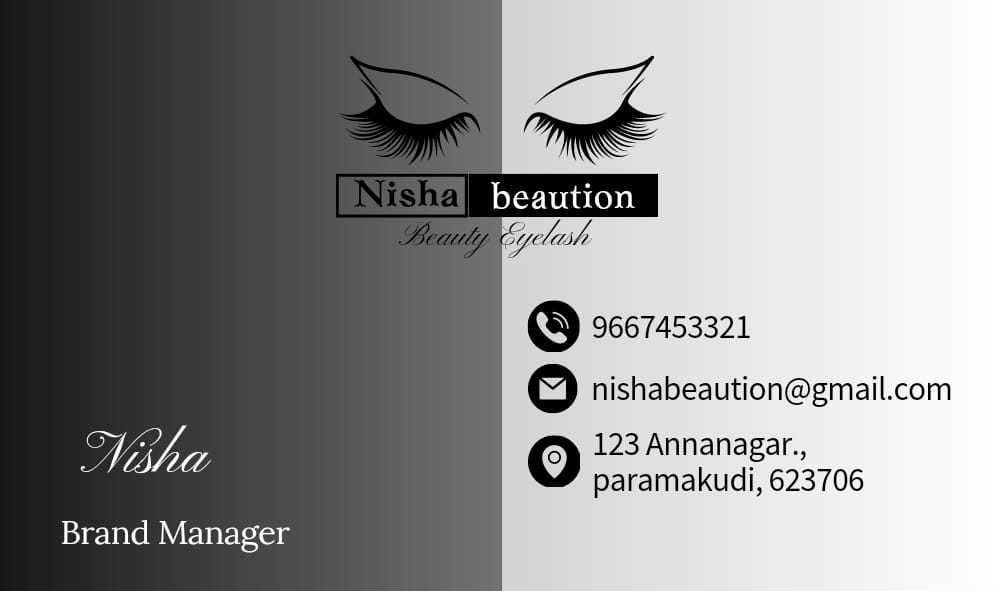 Nisha beaution
Beauty Eyelash
9667453321
nishabeaution@gmail.com
123 Annanagar.,
paramakudi, 623706
Nisha
Brand Manager